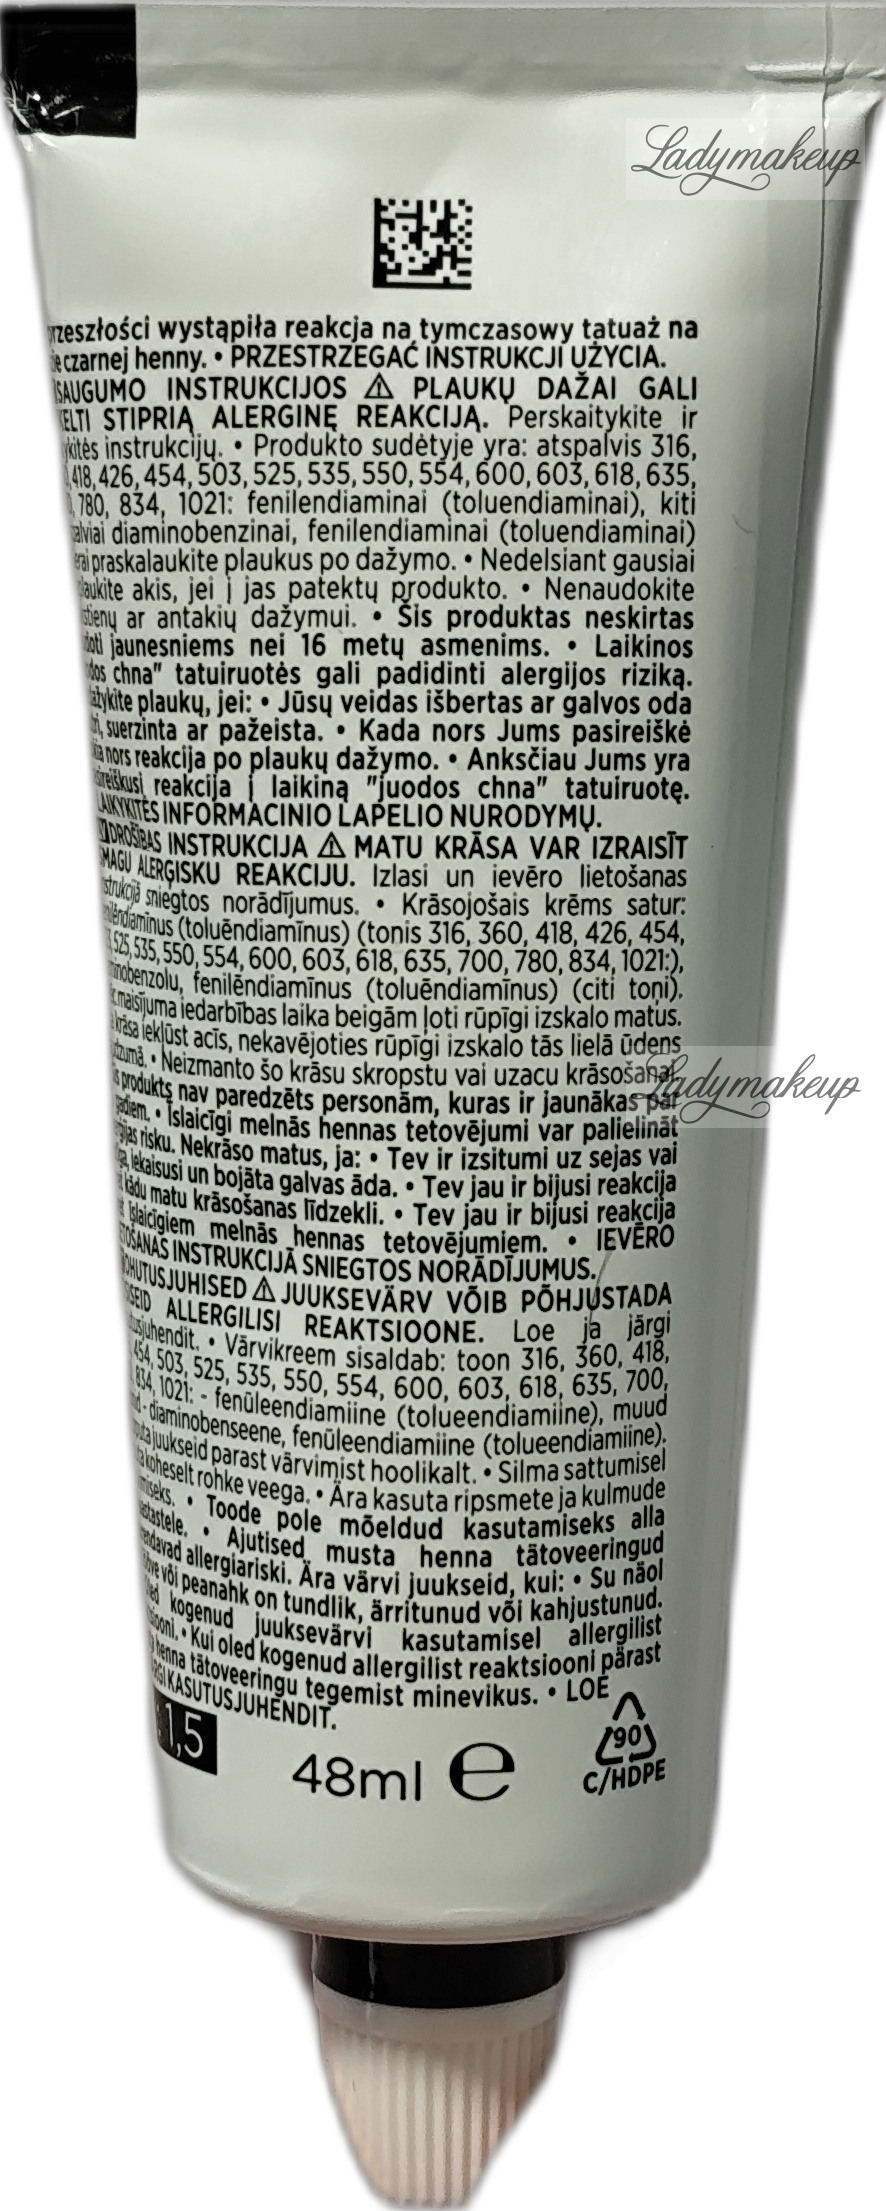 Ladymakeup
wystąpiła reakcja na tymczasowy tatuaż na
czarnej henny. • PRZESTRZEGAĆ INSTRUKCJI UŻYCIA.
INSTRUKCIJOS ⚠ PLAUKŲ DAŽAI GALI
STIPRIĄ ALERGINĘ REAKCIJĄ. Perskaitykite ir
instrukcijų. • Produkto sudėtyje yra: atspalvis 316,
418, 426, 454, 503, 525, 535, 550, 554, 600, 603, 618, 635,
780, 834, 1021: fenilendiaminai (toluendiaminai), kiti
diaminobenzinai, fenilendiaminai (toluendiaminai)
praskalaukite plaukus po dažymo. • Nedelsiant gausiai
akis, jei į jas patektų produkto. • Nenaudokite
ar antakių dažymui. • Šis produktas neskirtas
jaunesniems nei 16 metų asmenims. • Laikinos
chna" tatuiruotės gali padidinti alergijos riziką.
plaukų, jei: • Jūsų veidas išbertas ar galvos oda
suerzinta ar pažeista. • Kada nors Jums pasireiškė
nors reakcija po plaukų dažymo. • Anksčiau Jums yra
reakcija į laikiną "juodos chna" tatuiruotę.
INFORMACINIO LAPELIO NURODYMŲ.
INSTRUKCIJA ⚠ MATU KRĀSA VAR IZRAISĪT
ALERĢISKU REAKCIJU. Izlasi un ievēro lietošanas
sniegtos norādījumus. • Krāsojošais krēms satur:
(toluēndiamīnus) (tonis 316, 360, 418, 426, 454,
525, 535, 550, 554, 600, 603, 618, 635, 700, 780, 834, 1021:),
fenilēndiamīnus (toluēndiamīnus) (citi toņi).
maisījuma iedarbības laika beigām ļoti rūpīgi izskalo matus.
krāsa iekļūst acīs, nekavējoties rūpīgi izskalo tās lielā ūdens
• Neizmanto šo krāsu skropstu vai uzacu krāsošanai.
Ladymakeup
produkts nav paredzēts personām, kuras ir jaunākas par
• Īslaicīgi melnās hennas tetovējumi var palielināt
risku. Nekrāso matus, ja: • Tev ir izsitumi uz sejas vai
iekaisusi un bojāta galvas āda. • Tev jau ir bijusi reakcija
kādu matu krāsošanas līdzekli. • Tev jau ir bijusi reakcija
īslaicīgiem melnās hennas tetovējumiem. • IEVĒRO
INSTRUKCIJĀ SNIEGTOS NORĀDĪJUMUS.
⚠ JUUKSEVÄRV VÕIB PÕHJUSTADA
ALLERGILISI REAKTSIOONE. Loe ja järgi
• Värvikreem sisaldab: toon 316, 360, 418,
454, 503, 525, 535, 550, 554, 600, 603, 618, 635, 700,
834, 1021: - fenüleendiamiine (tolueendiamiine), muud
- diaminobenseene, fenüleendiamiine (tolueendiamiine).
juukseid parast värvimist hoolikalt. • Silma sattumisel
koheselt rohke veega. • Ära kasuta ripsmete ja kulmude
• Toode pole mõeldud kasutamiseks alla
• Ajutised musta henna tätoveeringud
allergiariski. Ära värvi juukseid, kui: • Su näol
või peanahk on tundlik, ärritunud või kahjustunud.
kogenud juuksevärvi kasutamisel allergilist
• Kui oled kogenud allergilist reaktsiooni pärast
henna tätoveeringu tegemist minevikus. • LOE
KASUTUSJUHENDIT.
1,5
48ml e
90
C/HDPE